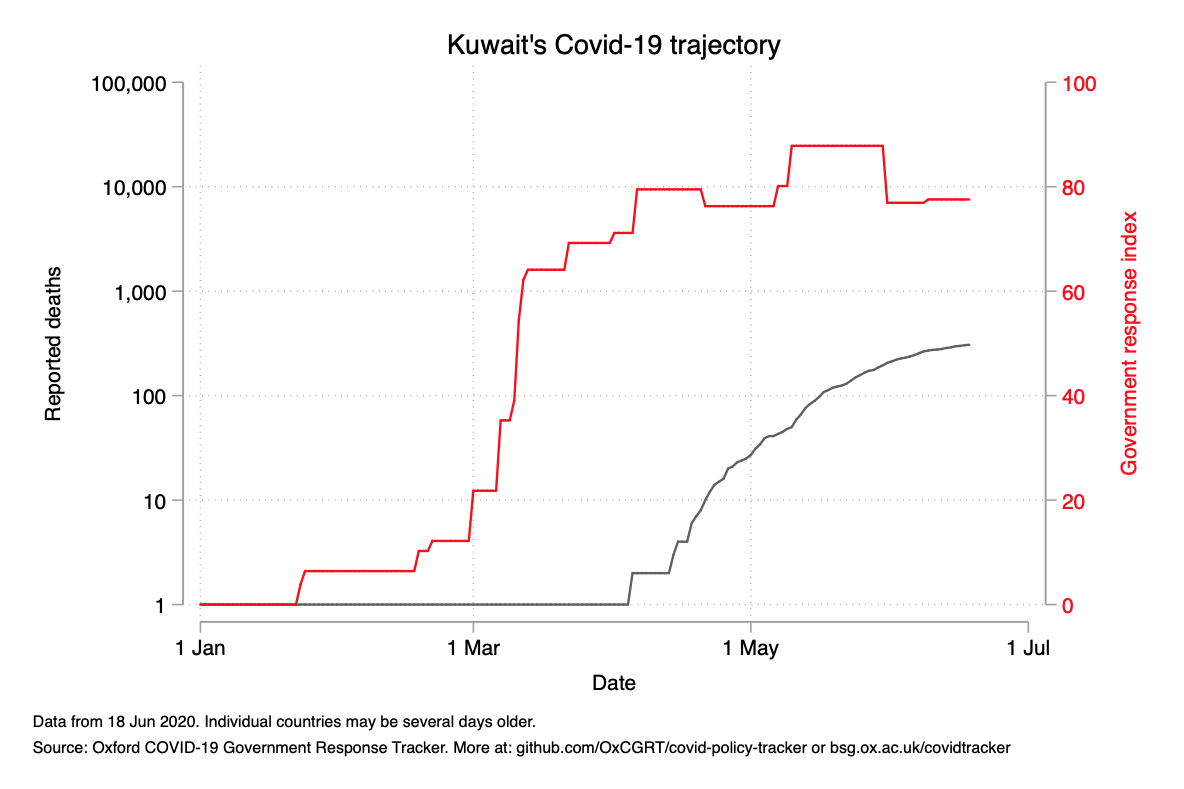 Kuwait's Covid-19 trajectory
100,000
10,000
1,000
100
10
1
Reported deaths
100
80
60
40
20
0
Government response index
1 Jan
1 Mar
1 May
1 Jul
Date
Data from 18 Jun 2020. Individual countries may be several days older.
Source: Oxford COVID-19 Government Response Tracker. More at: github.com/OxCGRT/covid-policy-tracker or bsg.ox.ac.uk/covidtracker